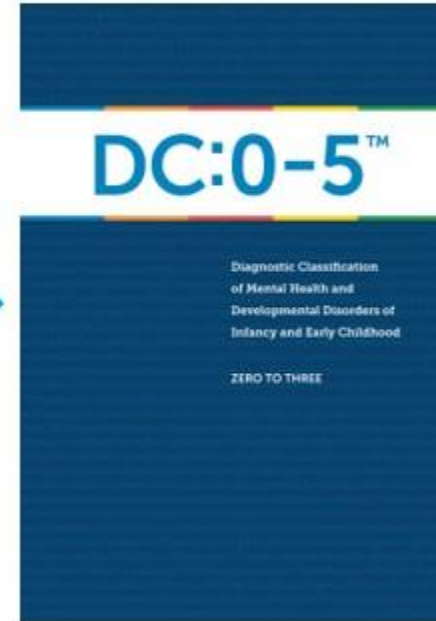 DC:0-5™
Diagnostic Classification
of Mental Health and
Developmental Disorders of
Infancy and Early Childhood
ZERO TO THREE